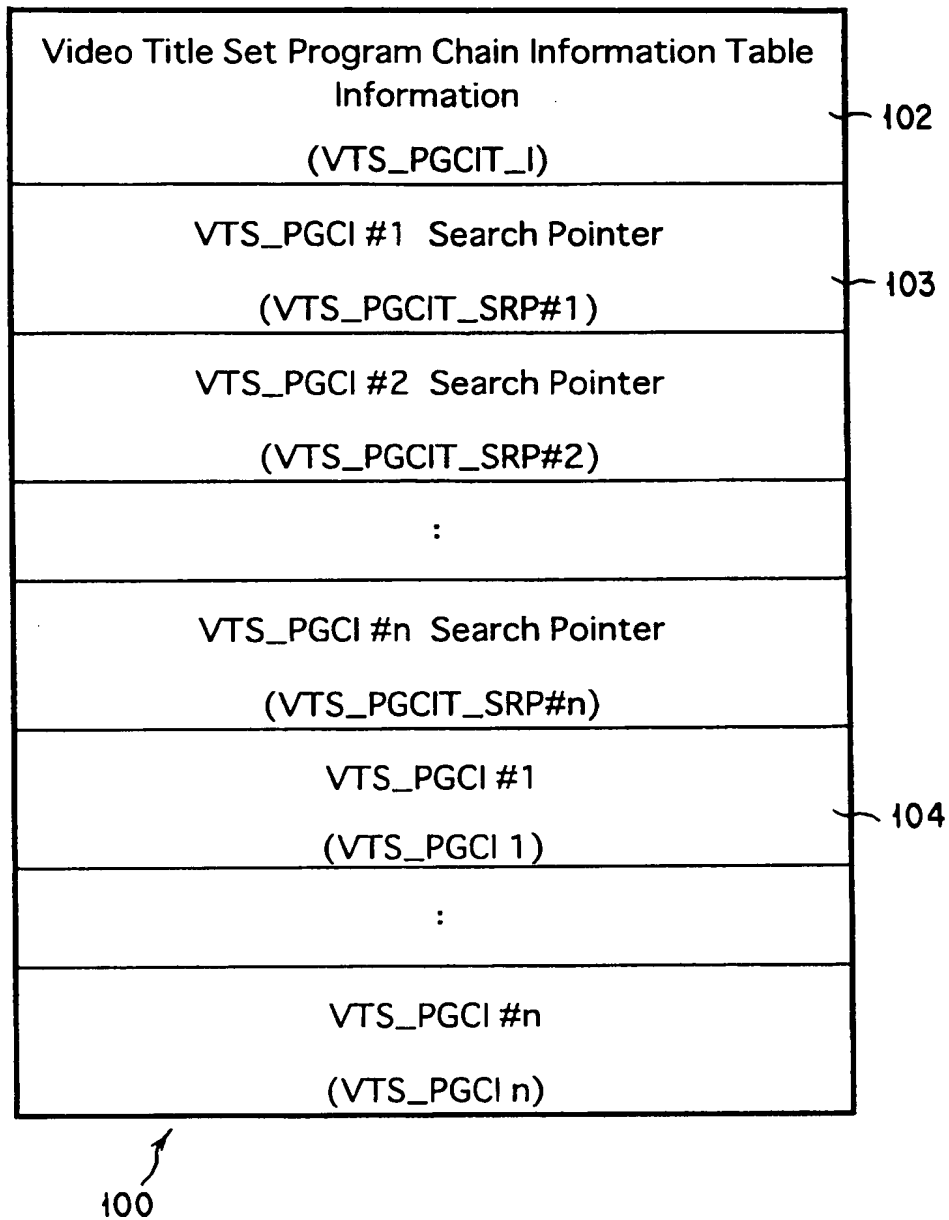 Video Title Set Program Chain Information Table
Information
(VTS_PGCIT_I)
102
VTS_PGCI #1 Search Pointer
(VTS_PGCIT_SRP#1)
103
VTS_PGCI #2 Search Pointer
(VTS_PGCIT_SRP#2)
:
VTS_PGCI #n Search Pointer
(VTS_PGCIT_SRP#n)
VTS_PGCI #1
(VTS_PGCI 1)
104
:
VTS_PGCI #n
(VTS_PGCI n)
100